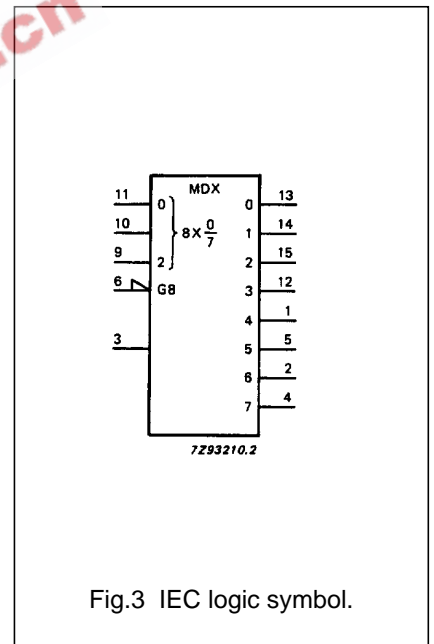 cn
MDX
11 0 0 13
10 8X 0/7 1 14
9 2 2 15
6 G8 3 12
4 1
3 5 5
6 2
7 4
7Z93210.2
Fig.3 IEC logic symbol.